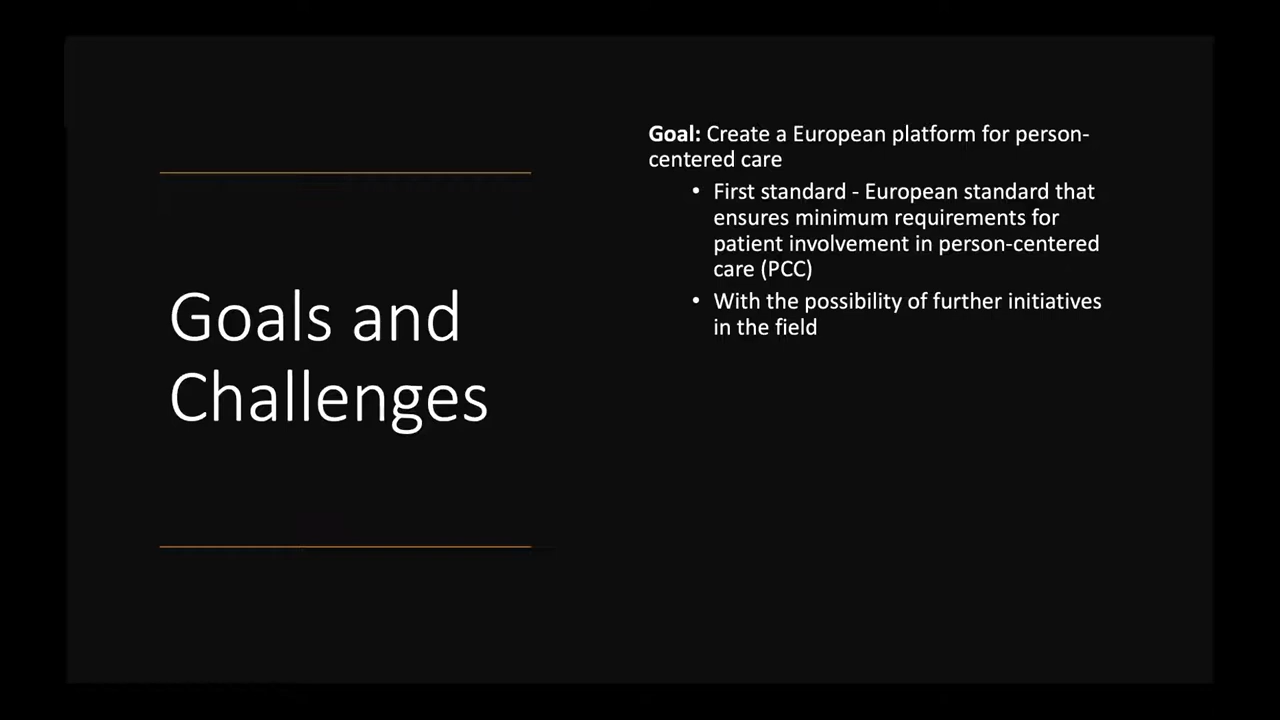 Goals and
Challenges
Goal: Create a European platform for person-
centered care
• First standard - European standard that
ensures minimum requirements for
patient involvement in person-centered
care (PCC)
• With the possibility of further initiatives
in the field